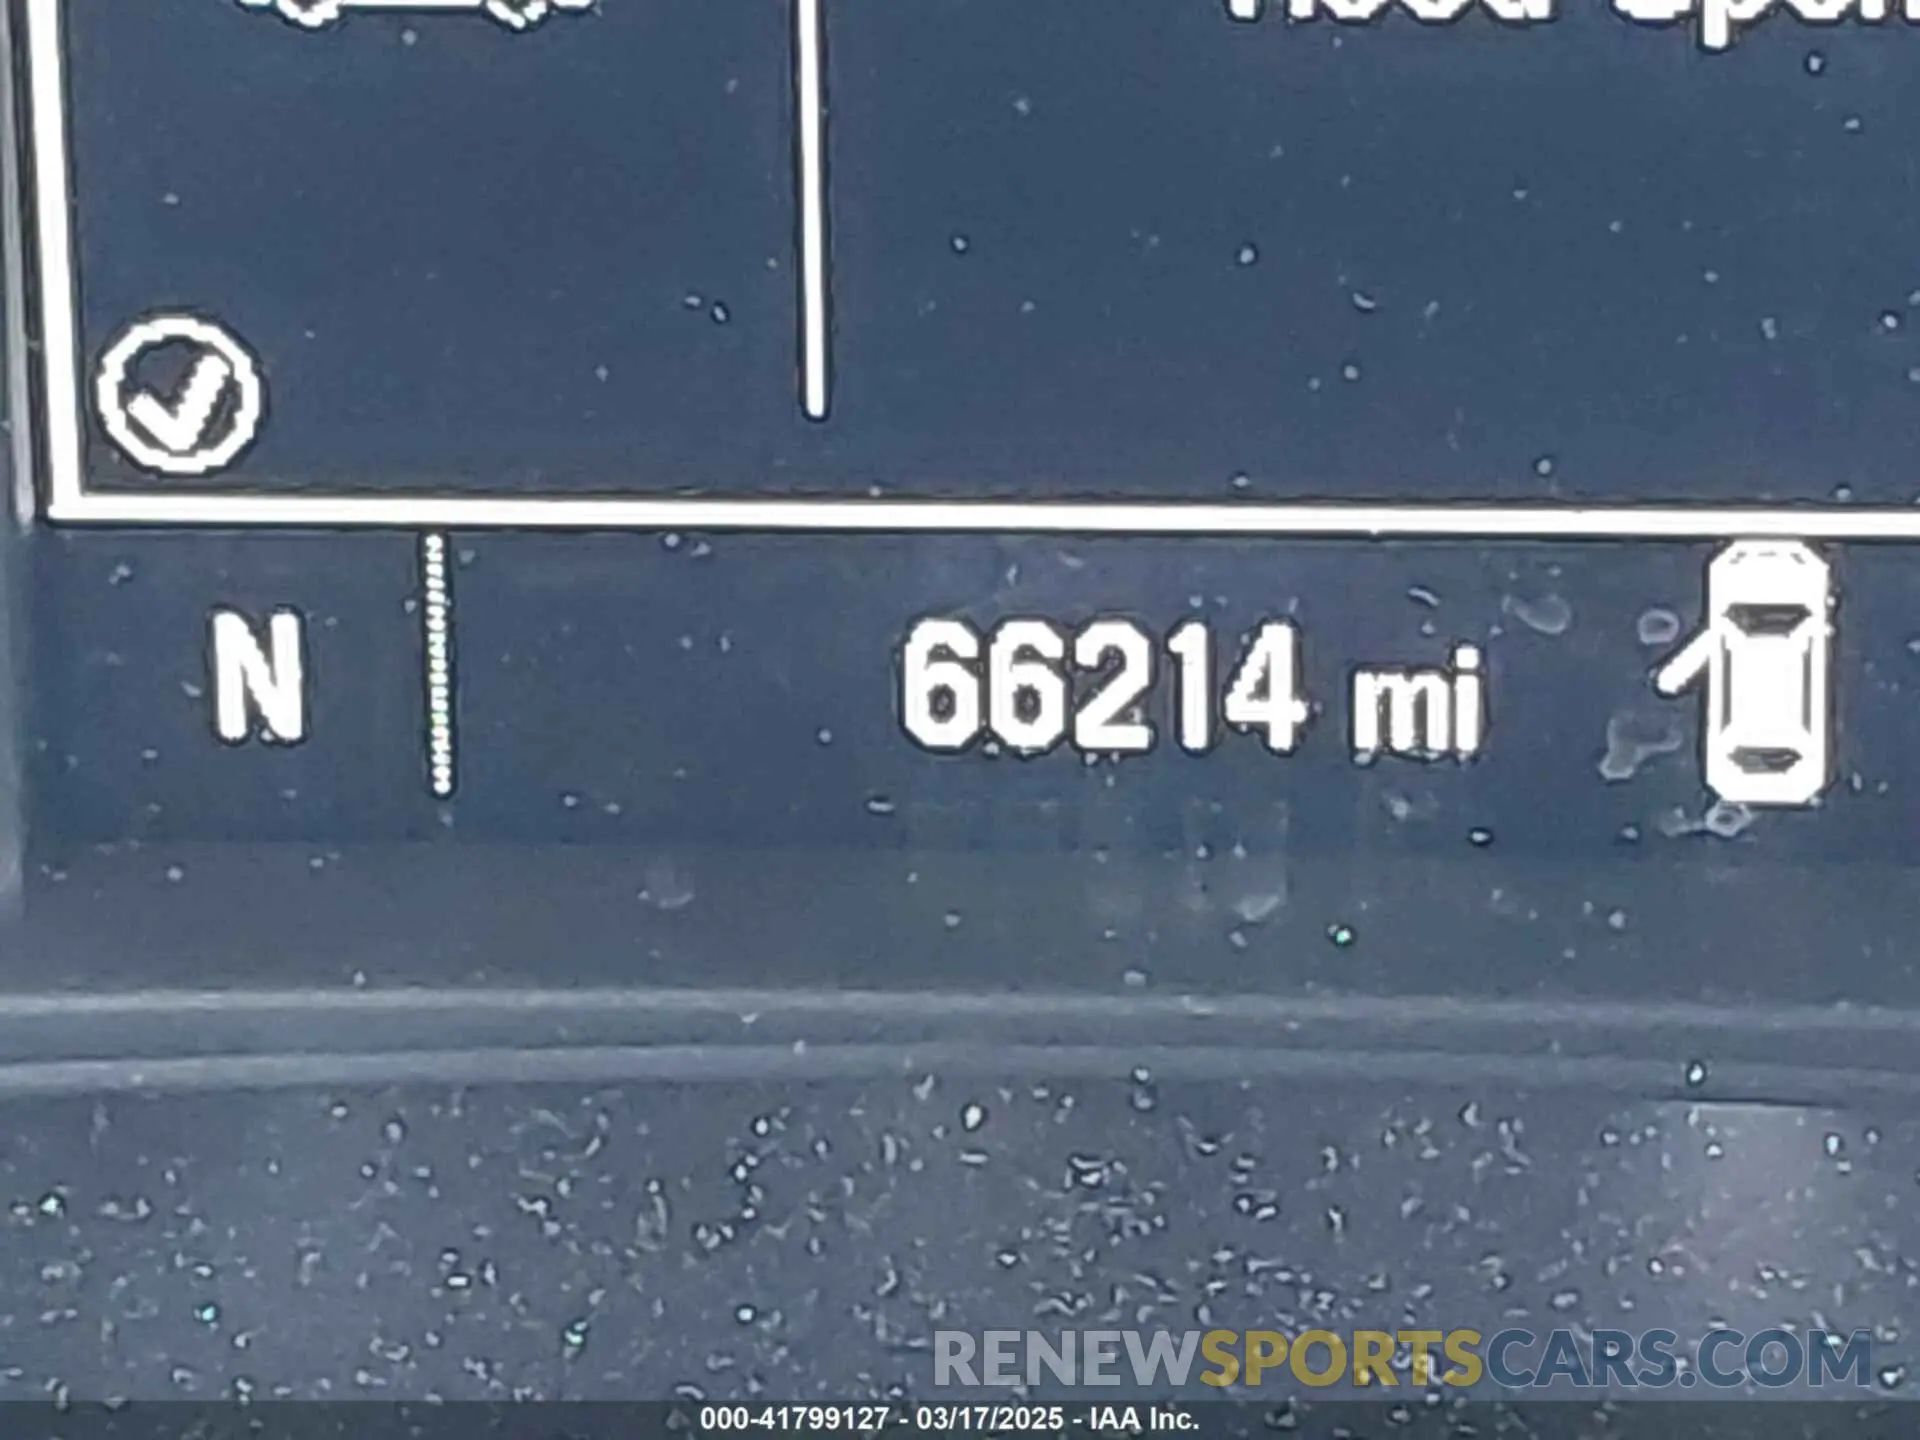 N
66214 mi
RENEWSPORTSCARS.COM
000-41799127 - 03/17/2025 - IAA Inc.